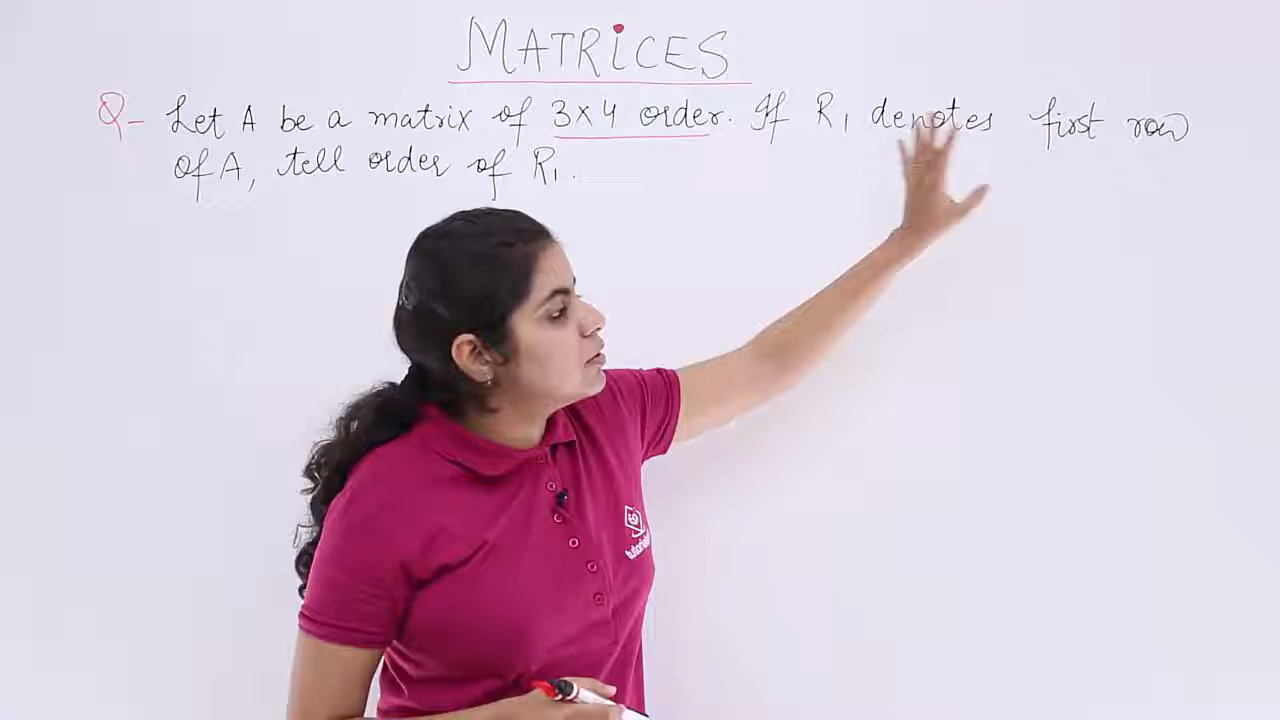 MATRiCES
Q- Let A be a matrix of 3×4 order. If R₁ denotes first row
of A, tell order of R₁.